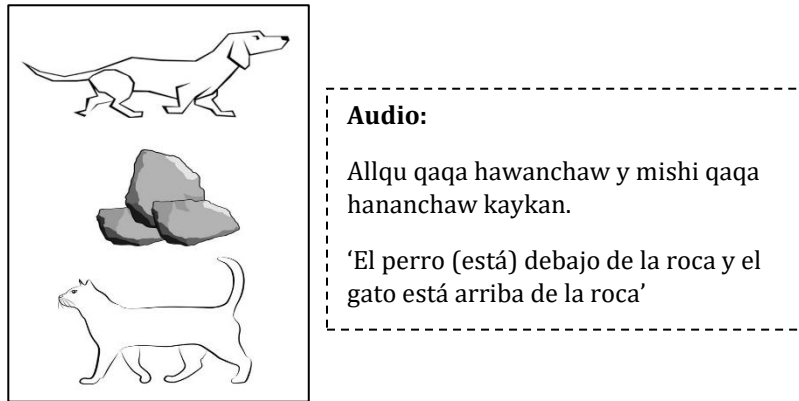 Audio:
Allqu qaqa hawanchaw y mishi qaqa
hananchaw kaykan.
‘El perro (está) debajo de la roca y el
gato está arriba de la roca’